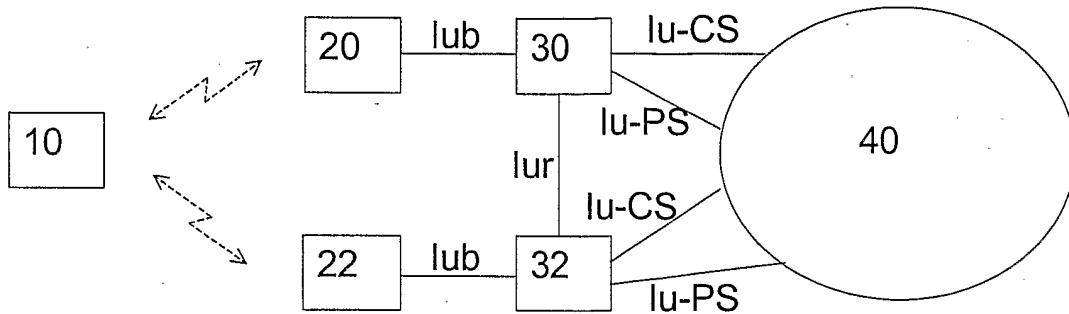 20 Iub 30 Iu-CS
Iu-PS
10 Iur 40
Iu-CS
22 Iub 32
Iu-PS